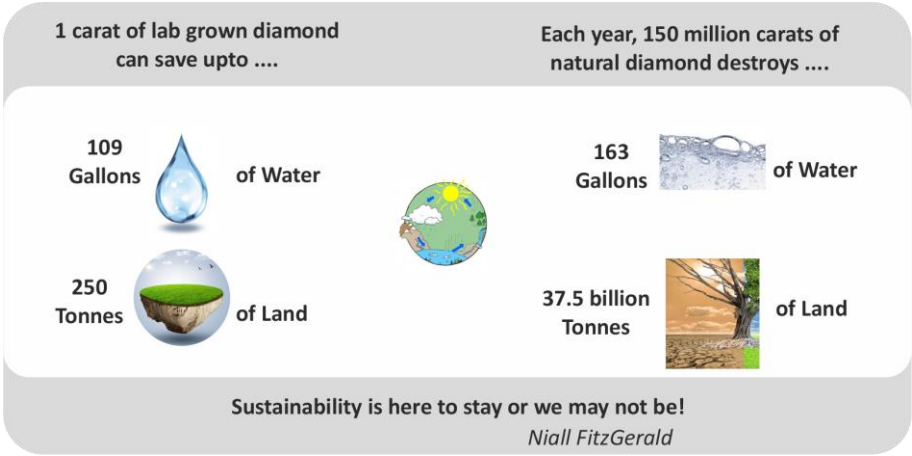 1 carat of lab grown diamond
can save upto ....
109
Gallons
of Water
250
Tonnes
of Land
Each year, 150 million carats of
natural diamond destroys ....
163
Gallons
of Water
37.5 billion
Tonnes
of Land
Sustainability is here to stay or we may not be!
Niall FitzGerald